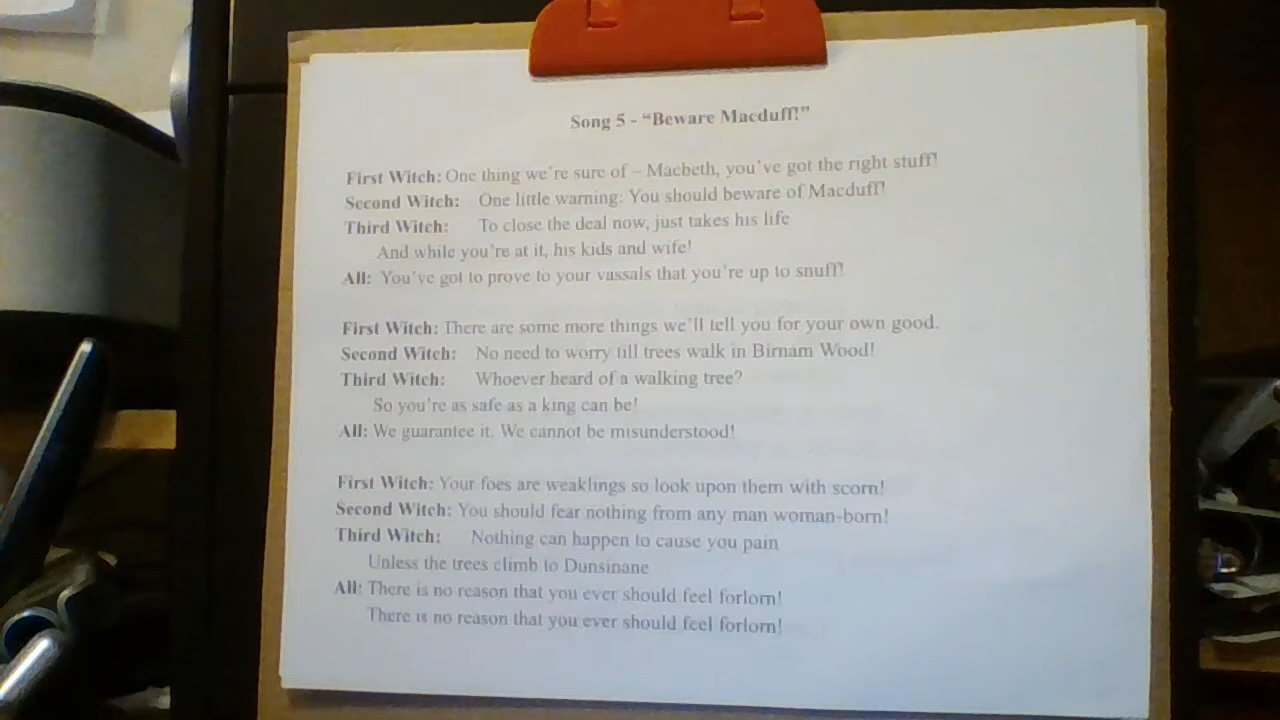 Song 5 - “Beware Macduff!”
First Witch: One thing we’re sure of – Macbeth, you’ve got the right stuff!
Second Witch: One little warning: You should beware of Macduff!
Third Witch: To close the deal now, just takes his life
And while you’re at it, his kids and wife!
All: You’ve got to prove to your vassals that you’re up to snuff!
First Witch: There are some more things we’ll tell you for your own good.
Second Witch: No need to worry till trees walk in Birnam Wood!
Third Witch: Whoever heard of a walking tree?
So you’re as safe as a king can be!
All: We guarantee it. We cannot be misunderstood!
First Witch: Your foes are weaklings so look upon them with scorn!
Second Witch: You should fear nothing from any man woman-born!
Third Witch: Nothing can happen to cause you pain
Unless the trees climb to Dunsinane
All: There is no reason that you ever should feel forlorn!
There is no reason that you ever should feel forlorn!